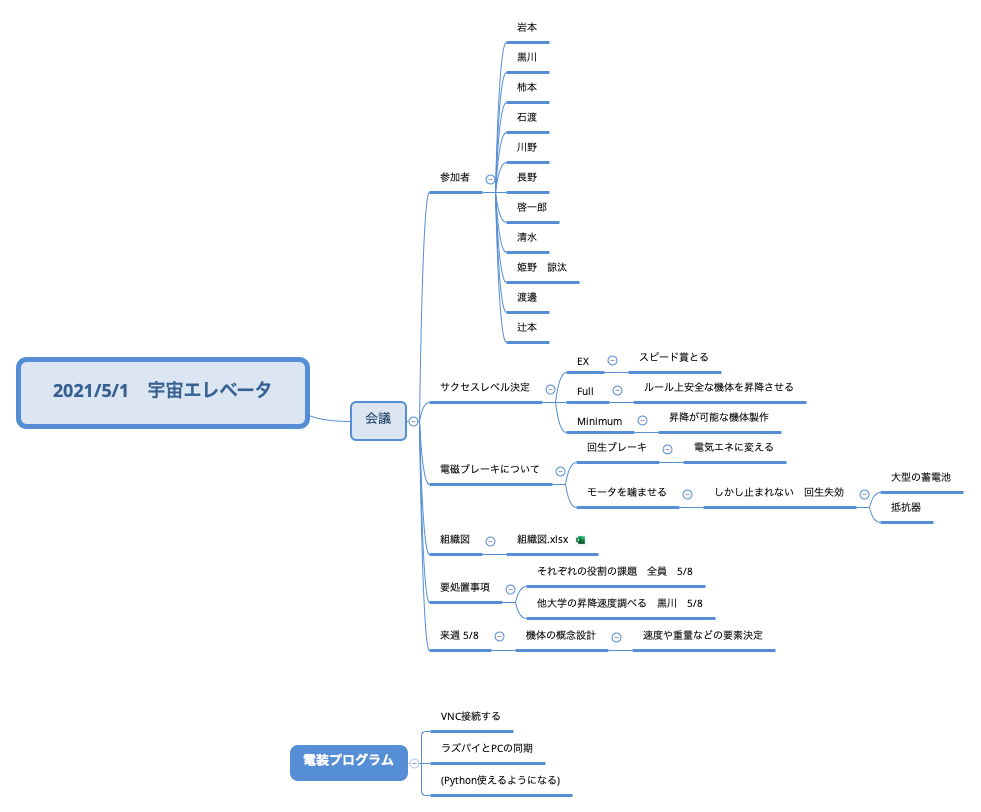 2021/5/1　宇宙エレベータ
会議
参加者
岩本
黒川
柿本
石渡
川野
長野
啓一郎
清水
姫野　諒汰
渡邉
辻本
サクセスレベル決定
EX
スピード賞とる
Full
ルール上安全な機体を昇降させる
Minimum
昇降が可能な機体製作
電磁ブレーキについて
回生ブレーキ
電気エネに変える
モータを噛ませる
しかし止まれない　回生失効
大型の蓄電池
抵抗器
組織図
組織図.xlsx
要処置事項
それぞれの役割の課題　全員　5/8
他大学の昇降速度調べる　黒川　5/8
来週 5/8
機体の概念設計
速度や重量などの要素決定
電装プログラム
VNC接続する
ラズパイとPCの同期
(Python使えるようになる)